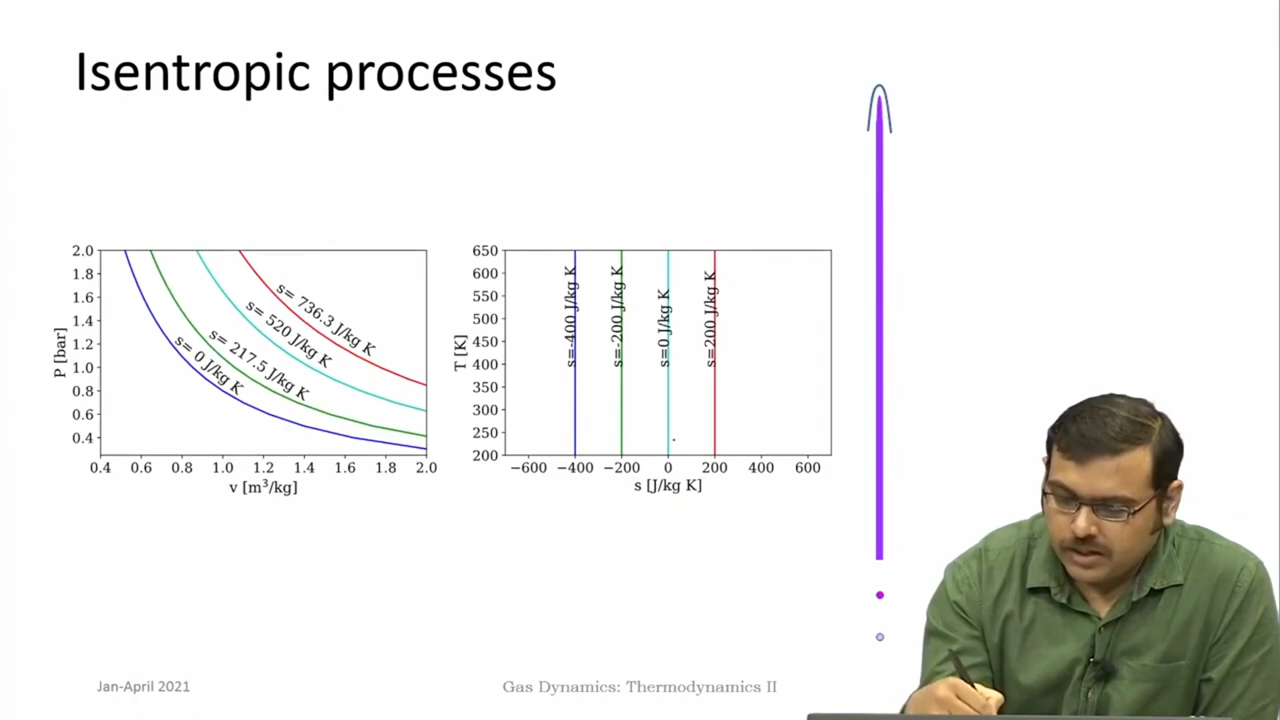 Isentropic processes
P [bar]
2.0
1.8
1.6
1.4
1.2
1.0
0.8
0.6
0.4
s= 736.3 J/kg K
s= 520 J/kg K
s= 217.5 J/kg K
s= 0 J/kg K
0.4 0.6 0.8 1.0 1.2 1.4 1.6 1.8 2.0
v [m³/kg]
T [K]
650
600
550
500
450
400
350
300
250
200
s=-400 J/kg K
s=-200 J/kg K
s=0 J/kg K
s=200 J/kg K
−600 −400 −200 0 200 400 600
s [J/kg K]
Jan-April 2021
Gas Dynamics: Thermodynamics II